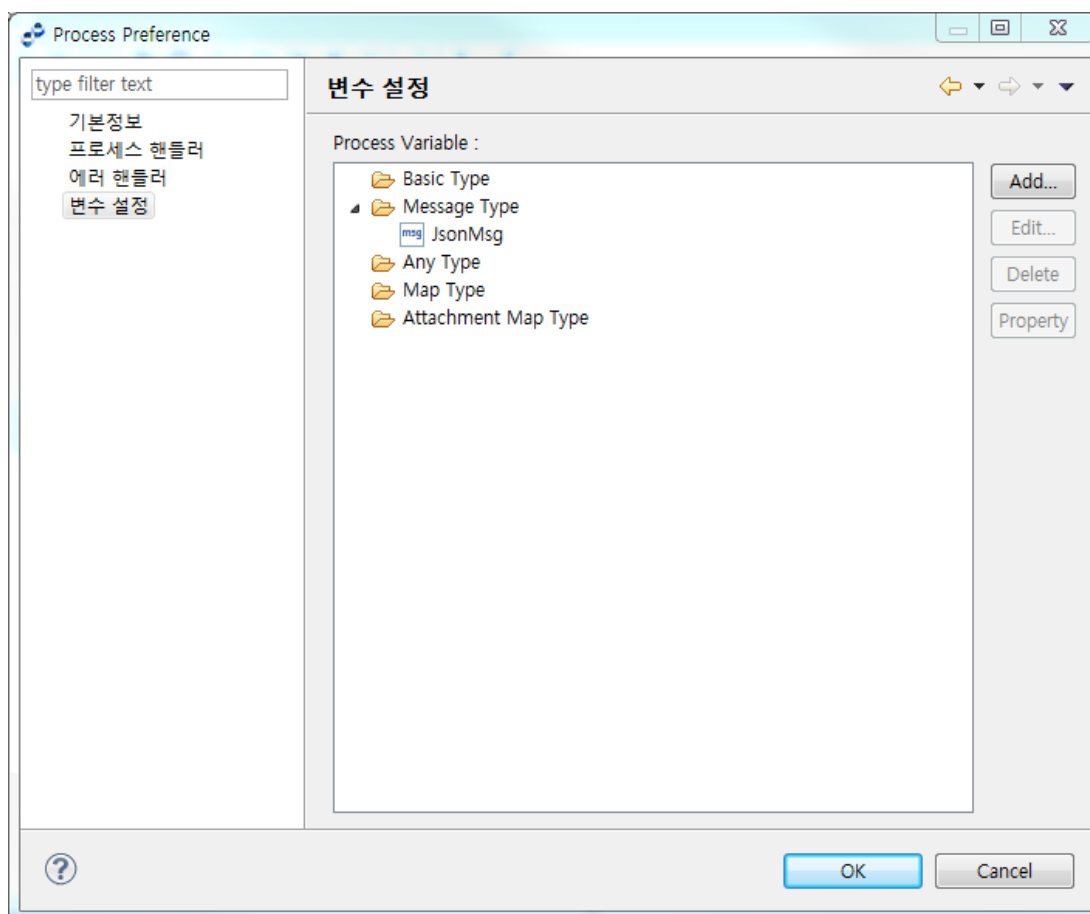 Process Preference
type filter text
기본정보
프로세스 핸들러
에러 핸들러
변수 설정
변수 설정
Process Variable :
Basic Type
Message Type
msg JsonMsg
Any Type
Map Type
Attachment Map Type
Add...
Edit...
Delete
Property
?
OK
Cancel